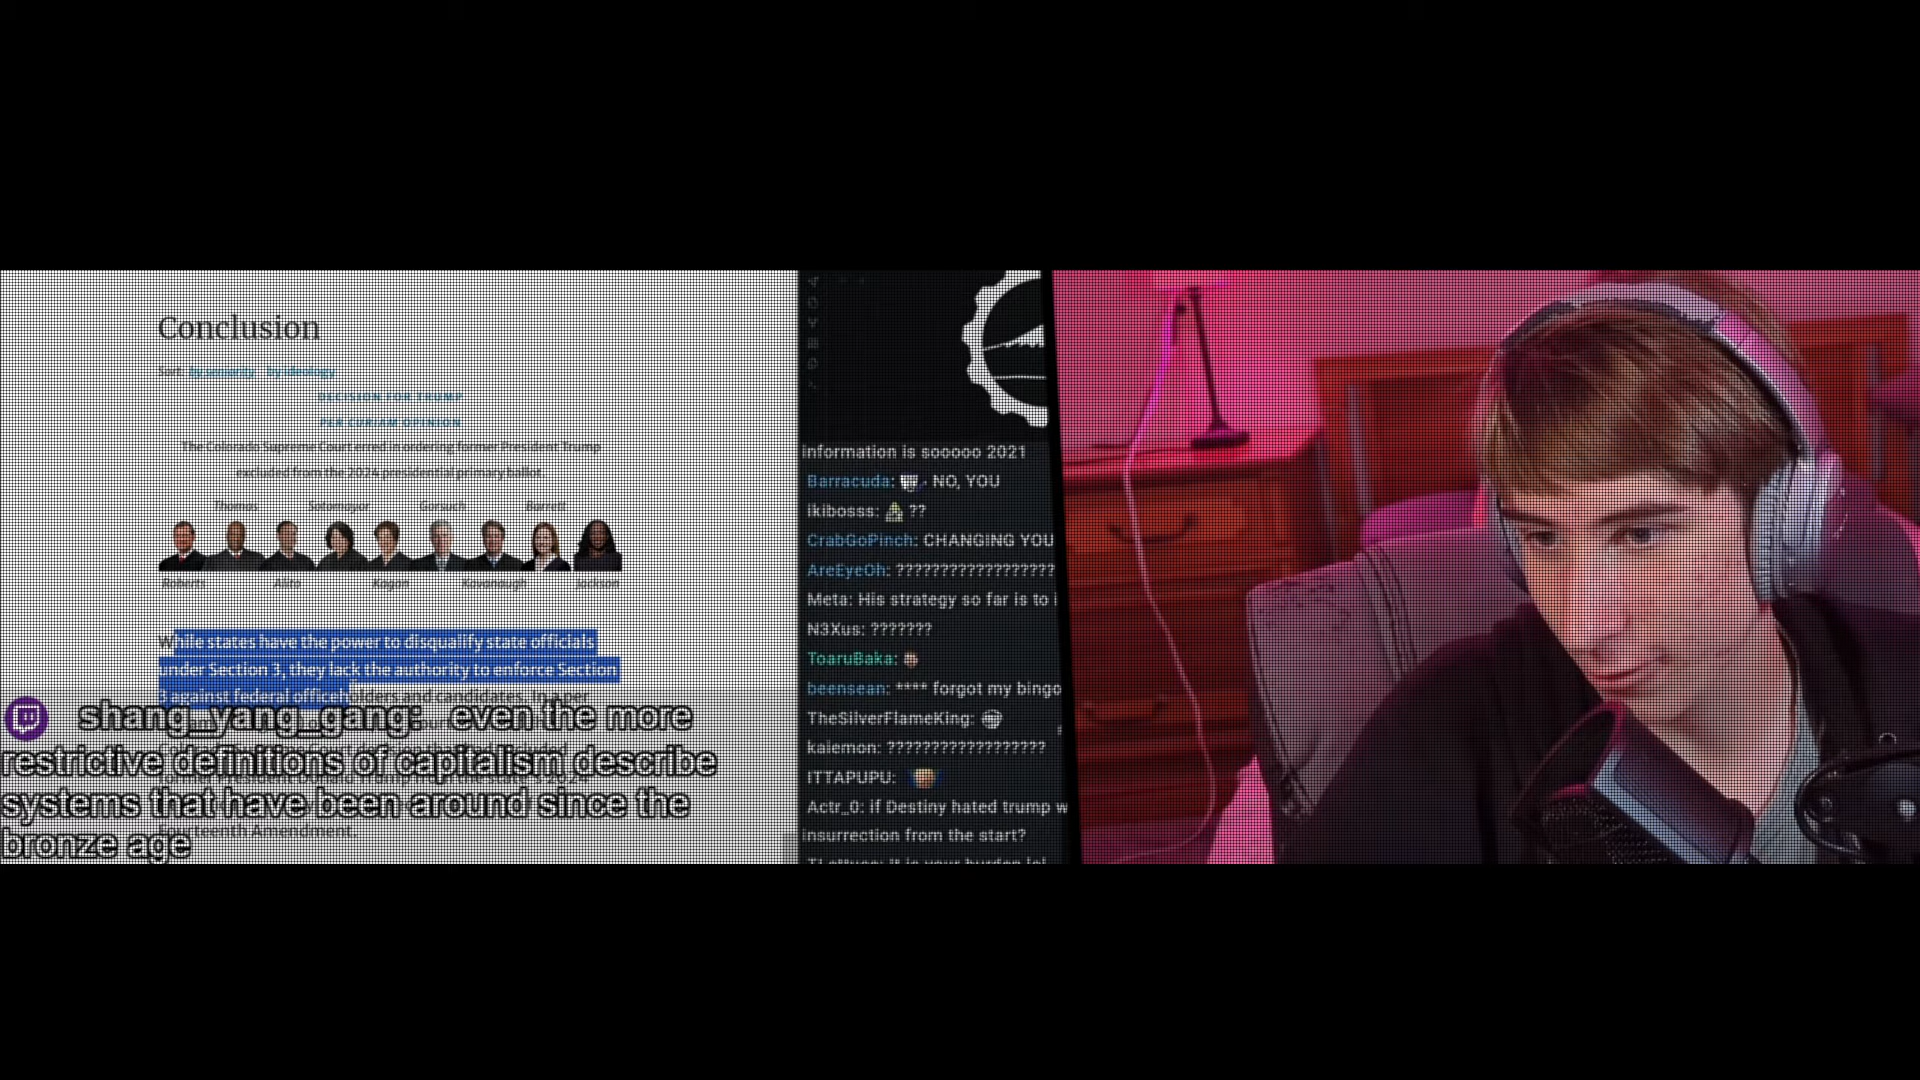 Conclusion
Sort: by seniority by ideology
DECISION FOR TRUMP
PER CURIAM OPINION
The Colorado Supreme Court erred in ordering former President Trump
excluded from the 2024 presidential primary ballot.
Thomas Sotomayor Gorsuch Barrett
Roberts Alito Kagan Kavanaugh Jackson
While states have the power to disqualify state officials
under Section 3, they lack the authority to enforce Section
3 against federal officeholders and candidates. In a per
Fourteenth Amendment.
shang_yang_gang: even the more
restrictive definitions of capitalism describe
systems that have been around since the
bronze age
information is sooooo 2021
Barracuda: NO, YOU
ikibosss: ??
CrabGoPinch: CHANGING YOU
AreEyeOh: ??????????????????
Meta: His strategy so far is to i
N3Xus: ???????
ToaruBaka:
beensean: **** forgot my bingo
TheSilverFlameKing:
kaiemon: ??????????????????
ITTAPUPU:
Actr_0: if Destiny hated trump w
insurrection from the start?